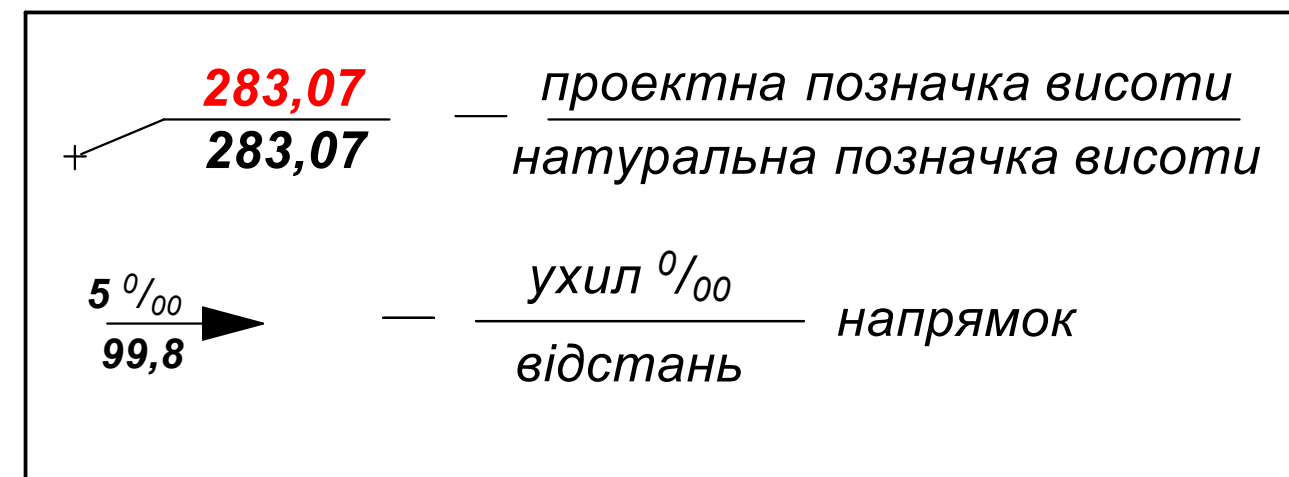 283,07 — проектна позначка висоти
283,07 натуральна позначка висоти
5 0/00 — ухил 0/00
99,8 відстань напрямок